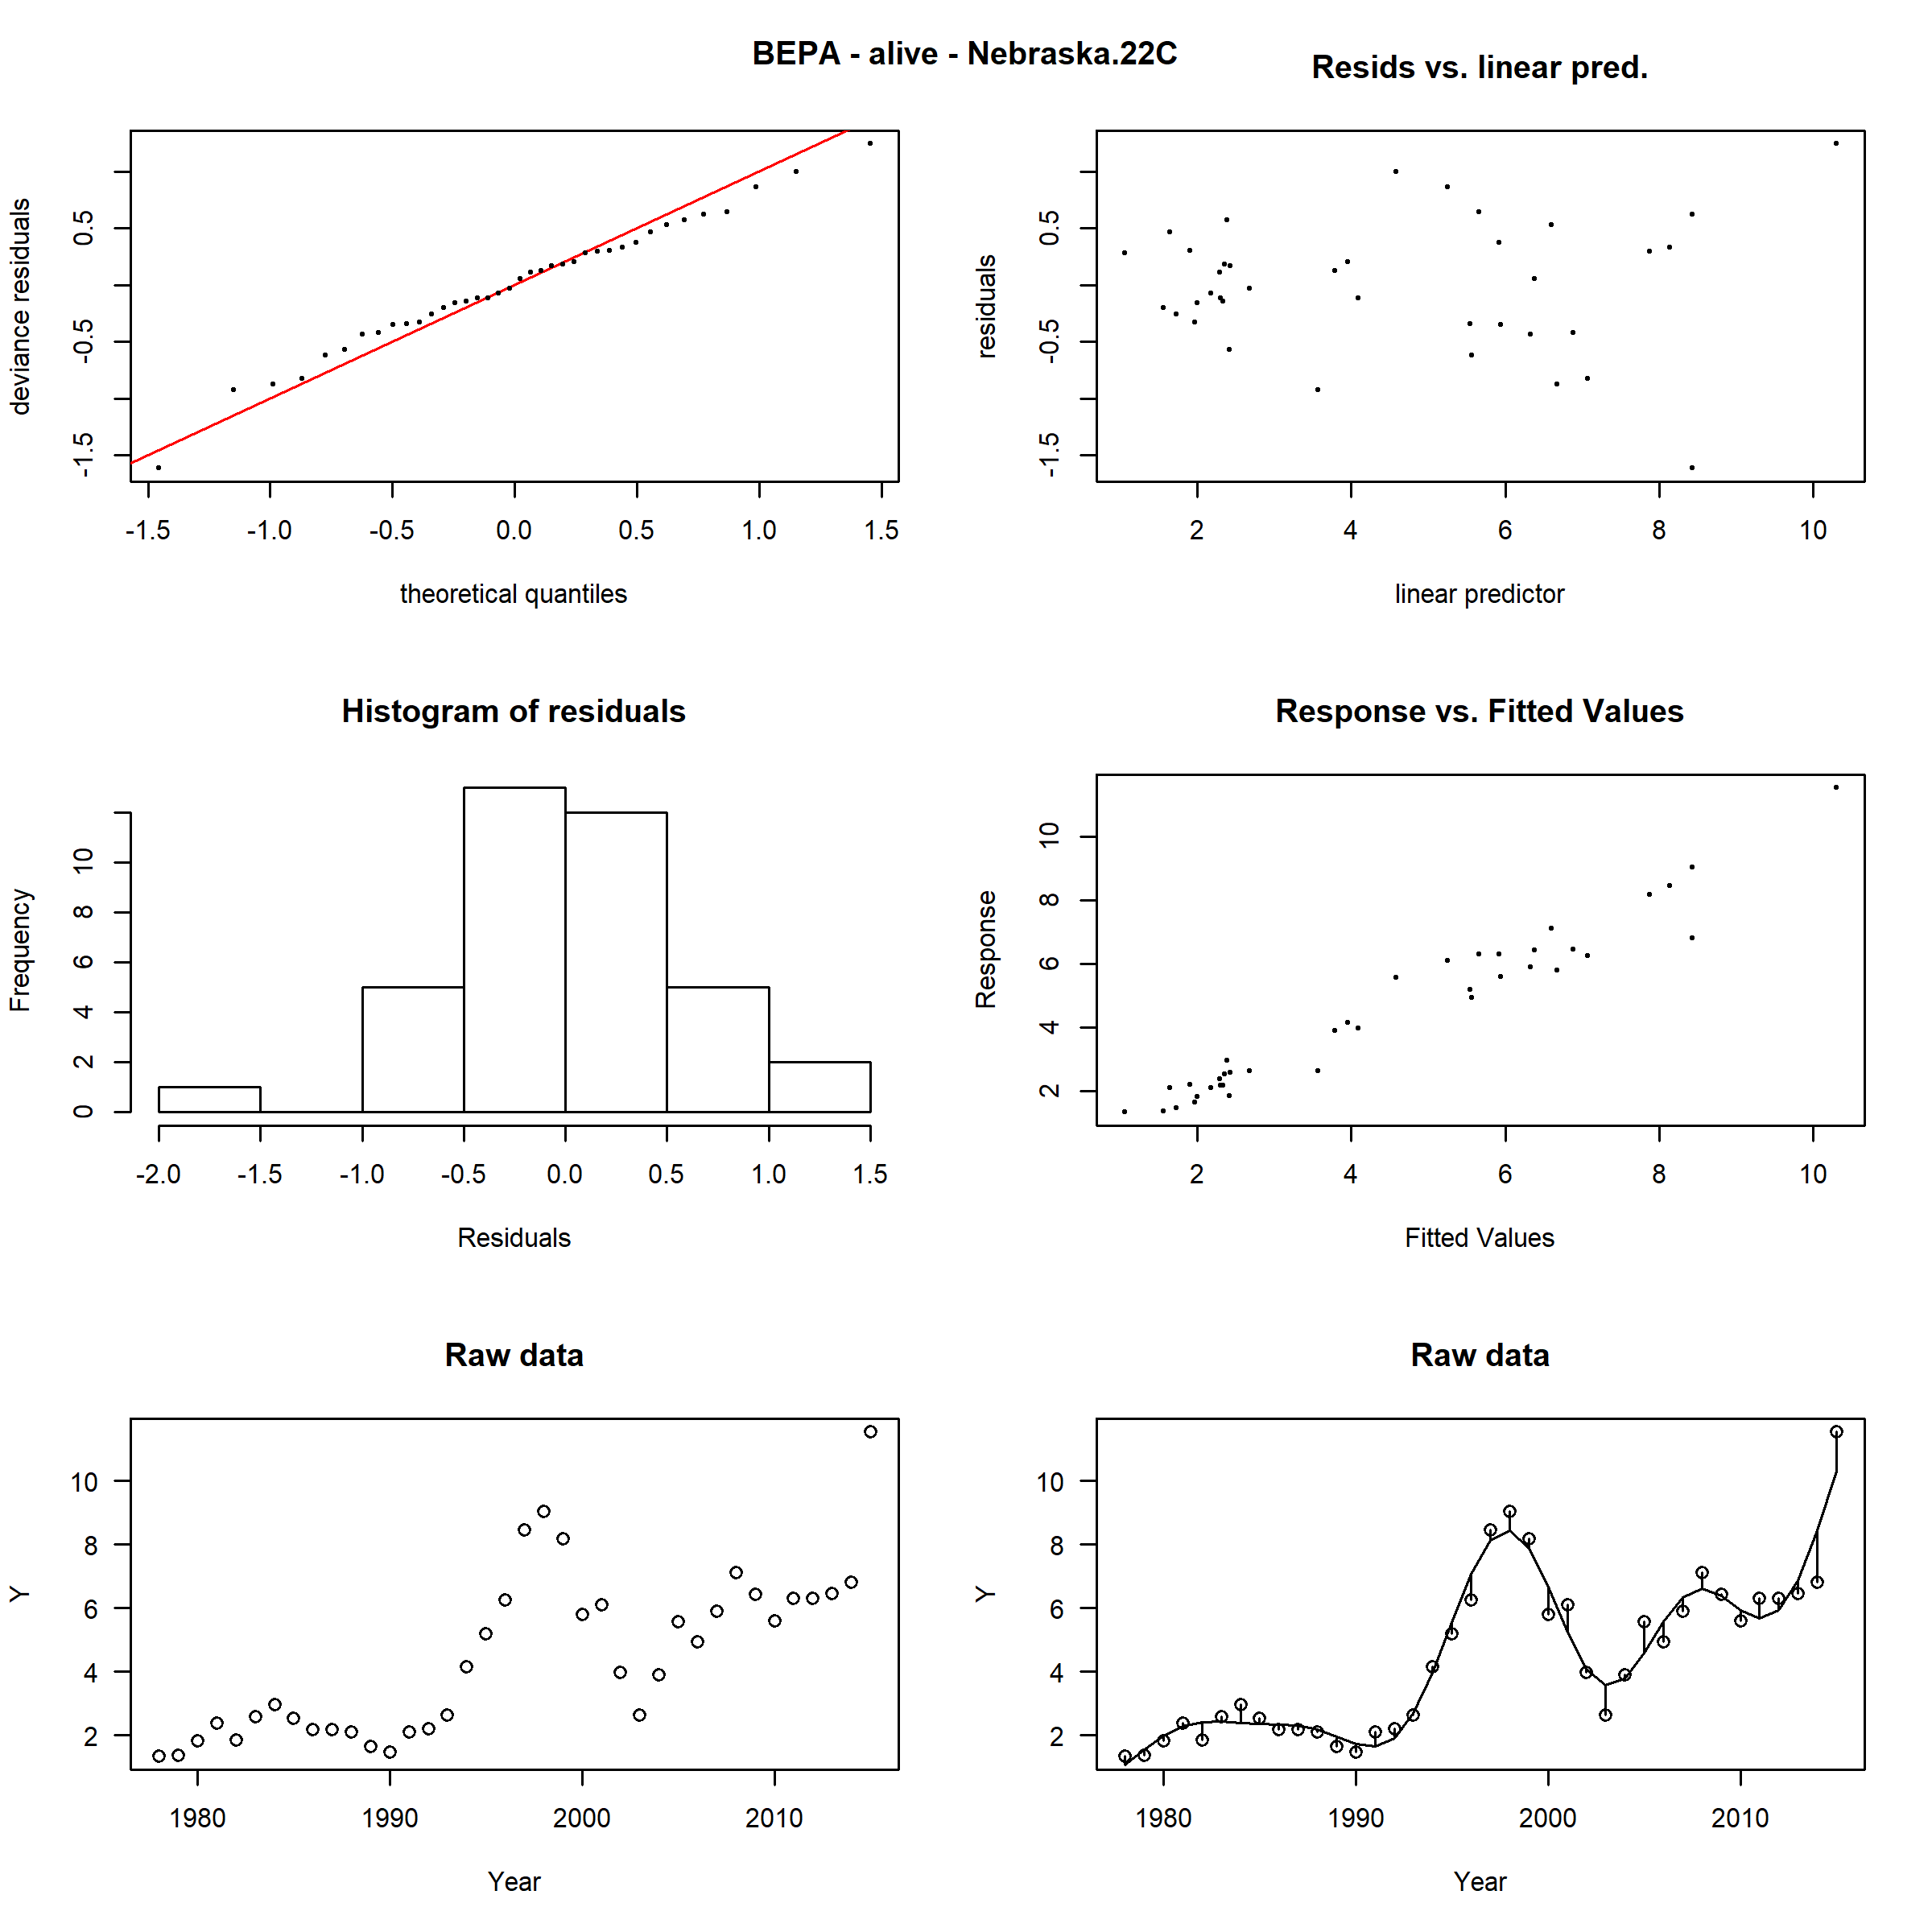 BEPA - alive - Nebraska.22C
Resids vs. linear pred.
deviance residuals
-1.5 -0.5 0.5
-1.5 -1.0 -0.5 0.0 0.5 1.0 1.5
theoretical quantiles
residuals
-1.5 -0.5 0.5
2 4 6 8 10
linear predictor
Histogram of residuals
Frequency
0 2 4 6 8 10
-2.0 -1.5 -1.0 -0.5 0.0 0.5 1.0 1.5
Residuals
Response vs. Fitted Values
Response
2 4 6 8 10
2 4 6 8 10
Fitted Values
Raw data
Y
10
8
6
4
2
1980 1990 2000 2010
Year
Raw data
Y
10
8
6
4
2
1980 1990 2000 2010
Year